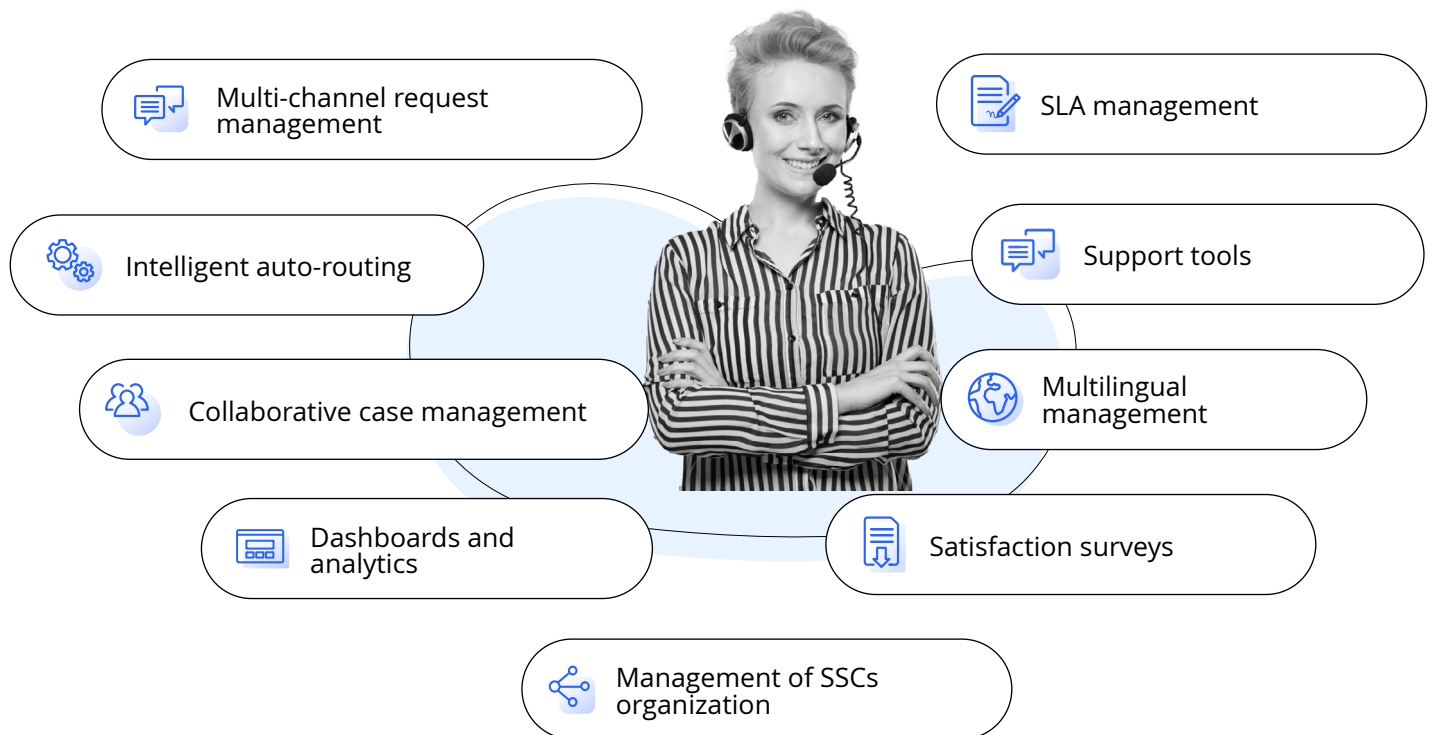 Multi-channel request
management
SLA management
Intelligent auto-routing
Support tools
Collaborative case management
Multilingual
management
Dashboards and
analytics
Satisfaction surveys
Management of SSCs
organization